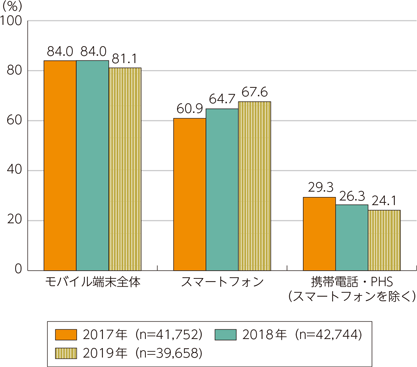 (%)
100
80
60
40
20
0
84.0 84.0 81.1
60.9 64.7 67.6
29.3 26.3 24.1
モバイル端末全体
スマートフォン
携帯電話・PHS
（スマートフォンを除く）
2017年（n=41,752）
2018年（n=42,744）
2019年（n=39,658）